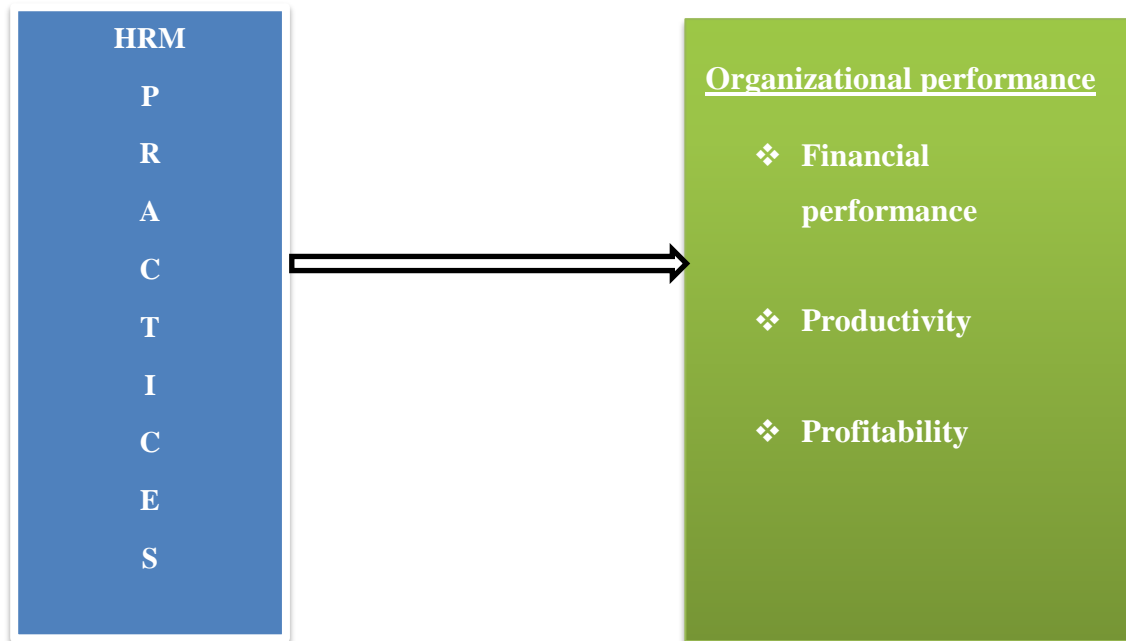 HRM
P
R
A
C
T
I
C
E
S
Organizational performance
❖ Financial
performance
❖ Productivity
❖ Profitability